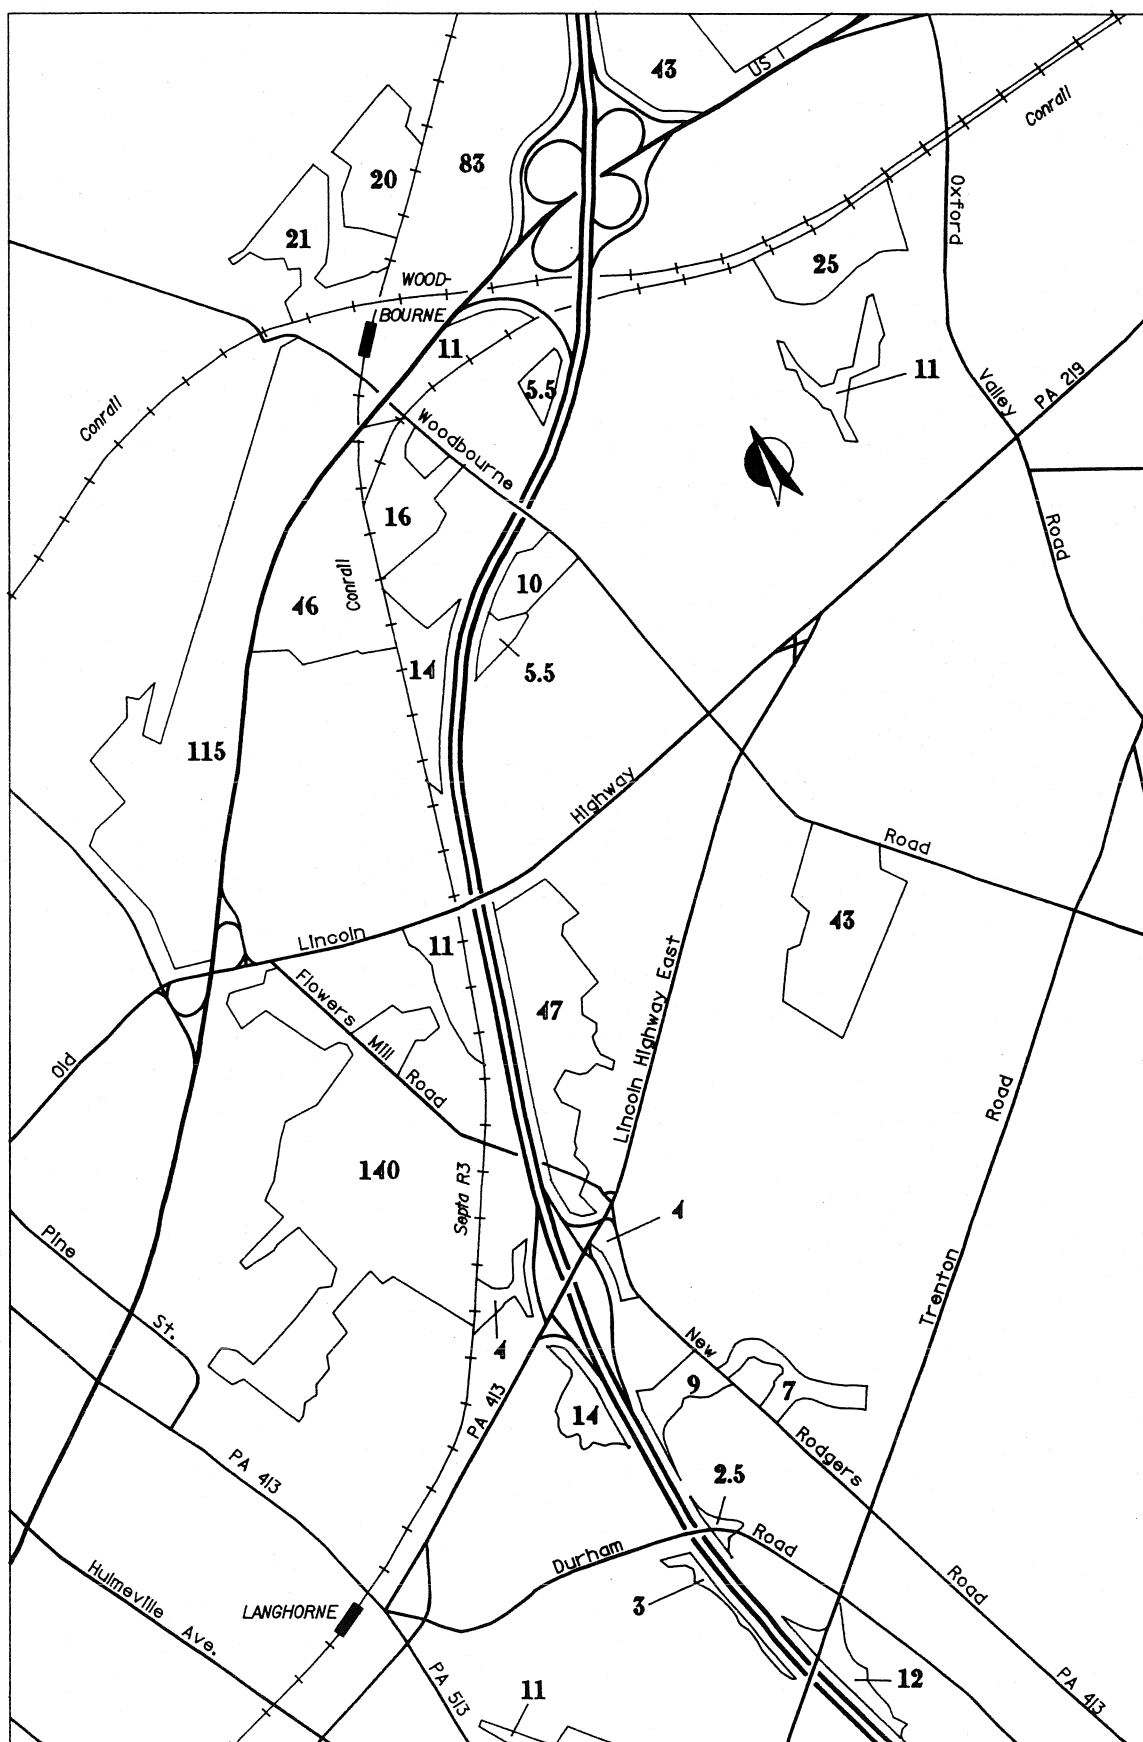 43
US 1
Conrail
83
20
Oxford
21
25
WOOD-
BOURNE
11
11
5.5
Valley
PA 219
Conrail
Woodbourne
16
Road
10
Conrail
46
14
5.5
115
Highway
Road
43
Lincoln
11
47
Flowers
Mill
Road
Lincoln Highway East
Old
Road
140
Septa R3
4
Pine
St.
Trenton
4
New
9
7
PA 413
14
Rodgers
PA 413
2.5
Road
Durham
Hulmeville
Ave.
Road
LANGHORNE
3
12
PA 513
11
PA 413